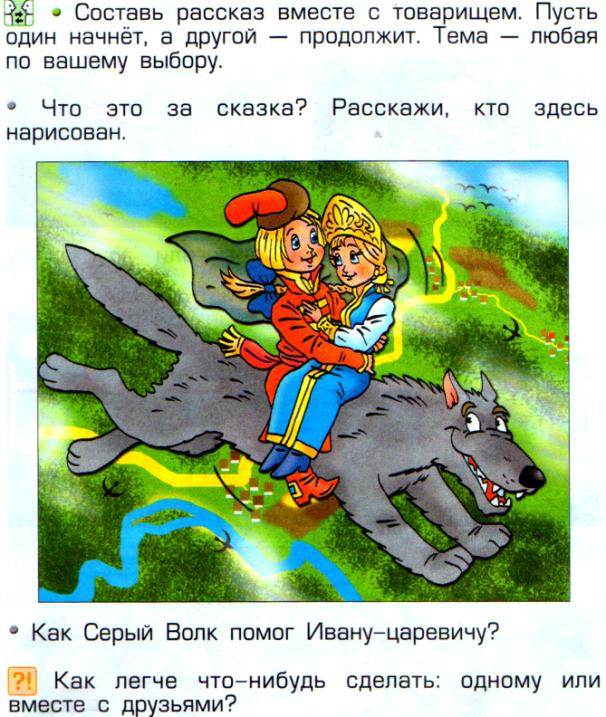 • Составь рассказ вместе с товарищем. Пусть
один начнёт, а другой — продолжит. Тема — любая
по вашему выбору.
• Что это за сказка? Расскажи, кто здесь
нарисован.
• Как Серый Волк помог Ивану-царевичу?
?! Как легче что-нибудь сделать: одному или
вместе с друзьями?